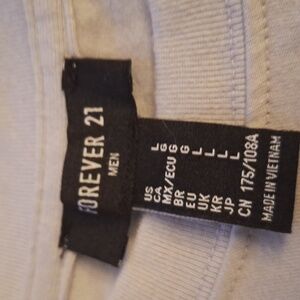 FOREVER 21
MEN
US L
CA L G
MX/ECU G
BR G
EU L
UK L
KR L
JP L
CN 175/108A
MADE IN VIETNAM